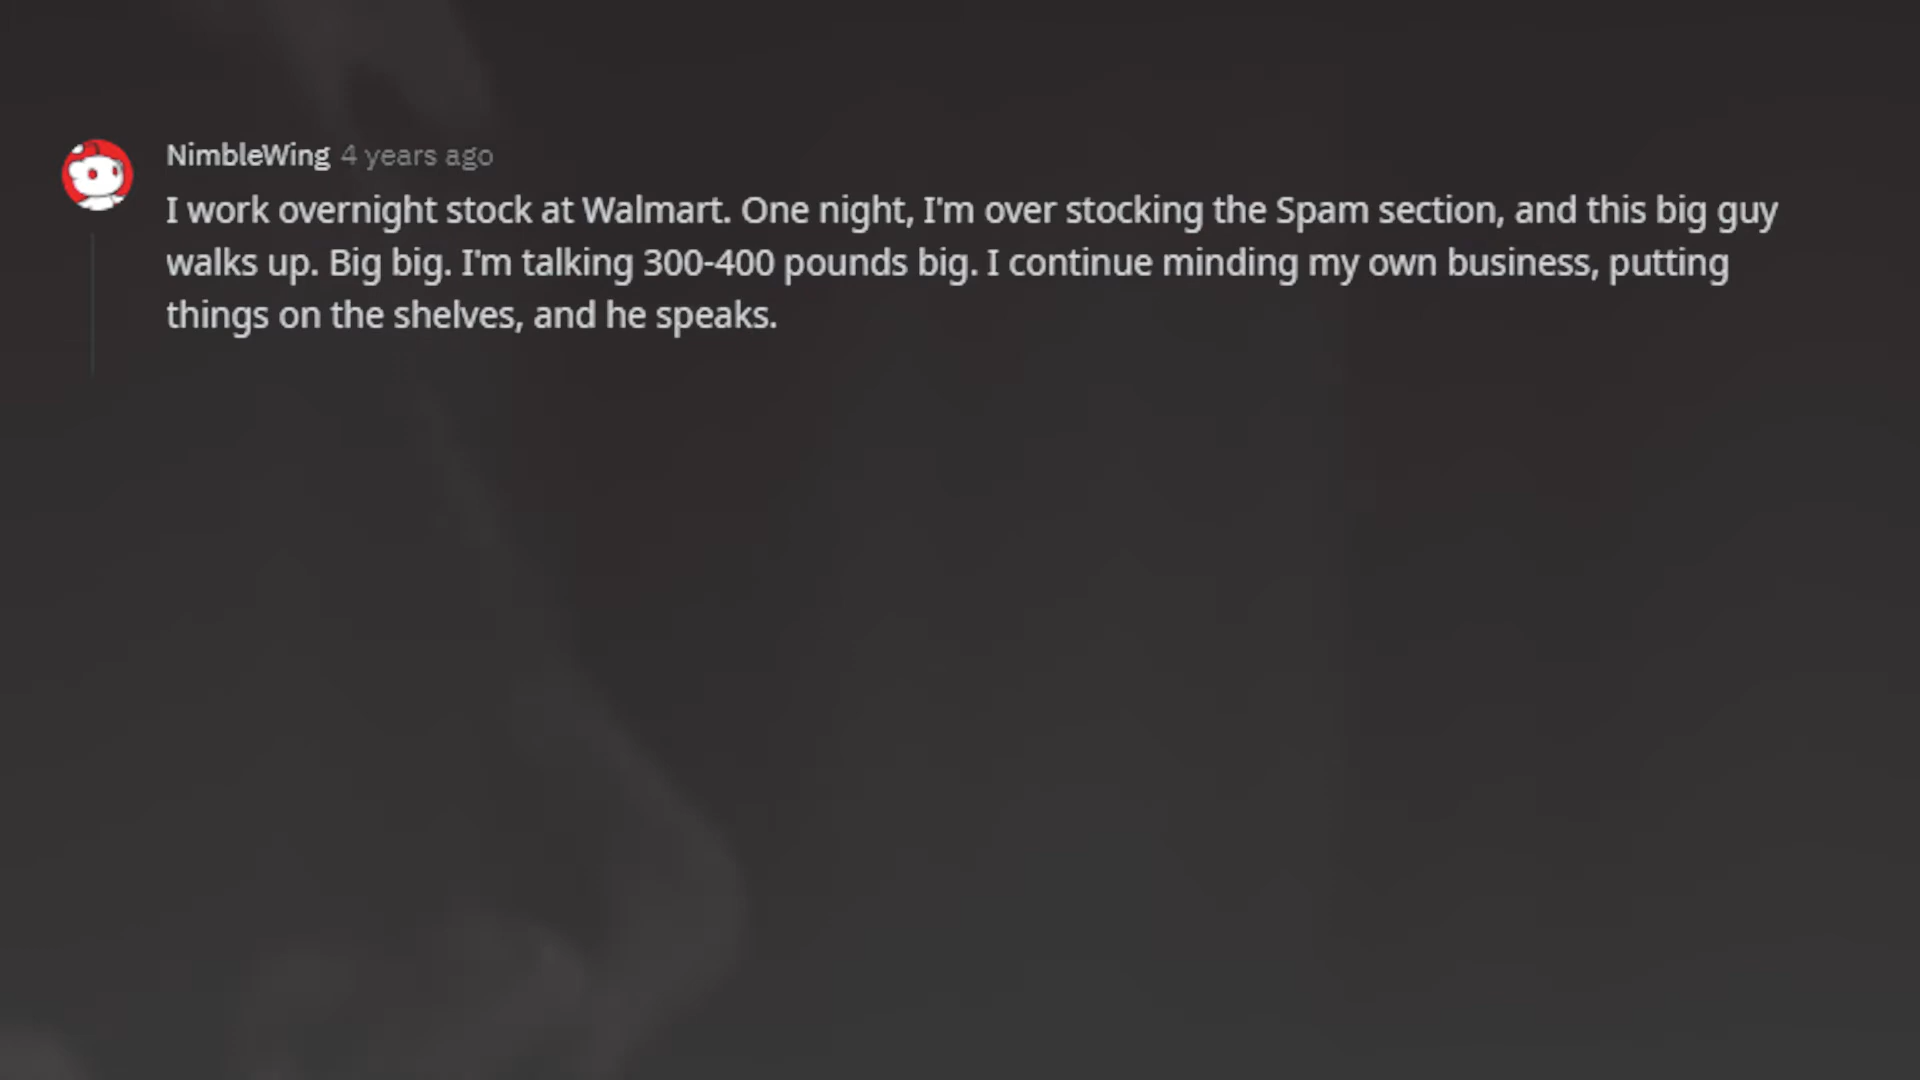 NimbleWing 4 years ago
I work overnight stock at Walmart. One night, I'm over stocking the Spam section, and this big guy
walks up. Big big. I'm talking 300-400 pounds big. I continue minding my own business, putting
things on the shelves, and he speaks.